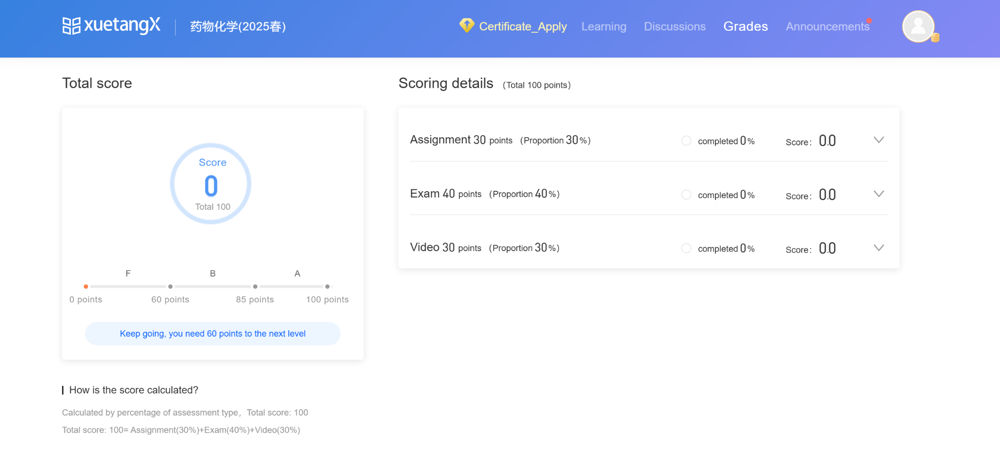 xuetangX 药物化学(2025春) Certificate_Apply Learning Discussions Grades Announcements
Total score
Score
0
Total 100
F B A
0 points 60 points 85 points 100 points
Keep going, you need 60 points to the next level
How is the score calculated?
Calculated by percentage of assessment type，Total score: 100
Total score: 100= Assignment(30%)+Exam(40%)+Video(30%)
Scoring details （Total 100 points）
Assignment 30 points （Proportion 30%） completed 0% Score： 0.0
Exam 40 points （Proportion 40%） completed 0% Score： 0.0
Video 30 points （Proportion 30%） completed 0% Score： 0.0